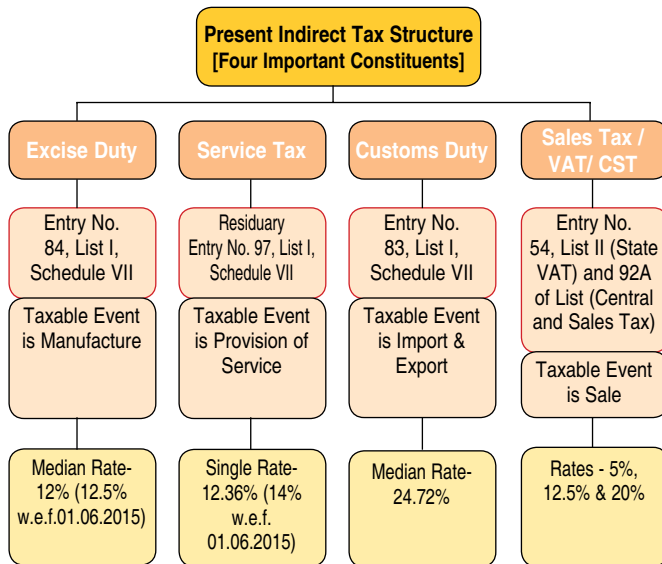 Present Indirect Tax Structure
[Four Important Constituents]
Excise Duty
Entry No.
84, List I,
Schedule VII
Taxable Event
is Manufacture
Median Rate-
12% (12.5%
w.e.f.01.06.2015)
Service Tax
Residuary
Entry No. 97, List I,
Schedule VII
Taxable Event
is Provision of
Service
Single Rate-
12.36% (14%
w.e.f.
01.06.2015)
Customs Duty
Entry No.
83, List I,
Schedule VII
Taxable Event
is Import &
Export
Median Rate-
24.72%
Sales Tax /
VAT/ CST
Entry No.
54, List II (State
VAT) and 92A
of List (Central
and Sales Tax)
Taxable Event
is Sale
Rates - 5%,
12.5% & 20%